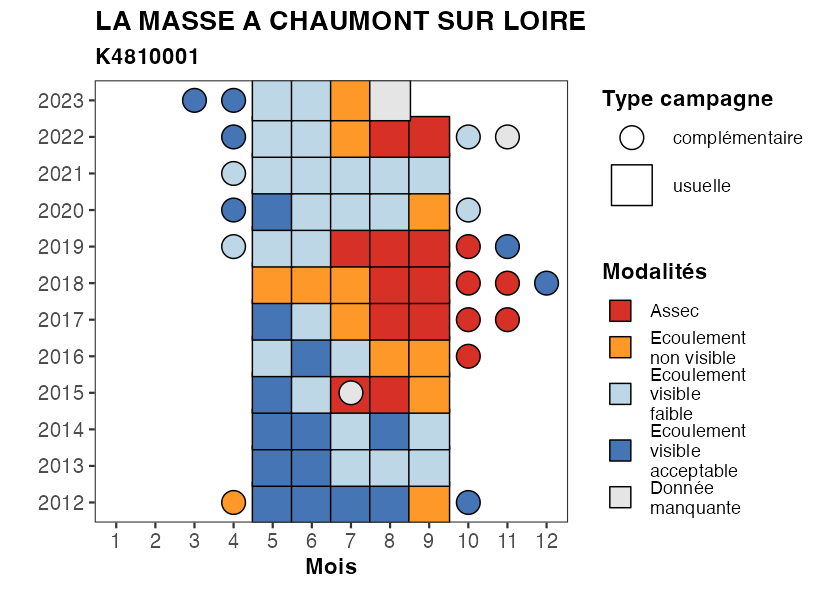 LA MASSE A CHAUMONT SUR LOIRE
K4810001
2023
2022
2021
2020
2019
2018
2017
2016
2015
2014
2013
2012
1 2 3 4 5 6 7 8 9 10 11 12
Mois
Type campagne
complémentaire
usuelle
Modalités
Assec
Ecoulement
non visible
Ecoulement
visible
faible
Ecoulement
visible
acceptable
Donnée
manquante